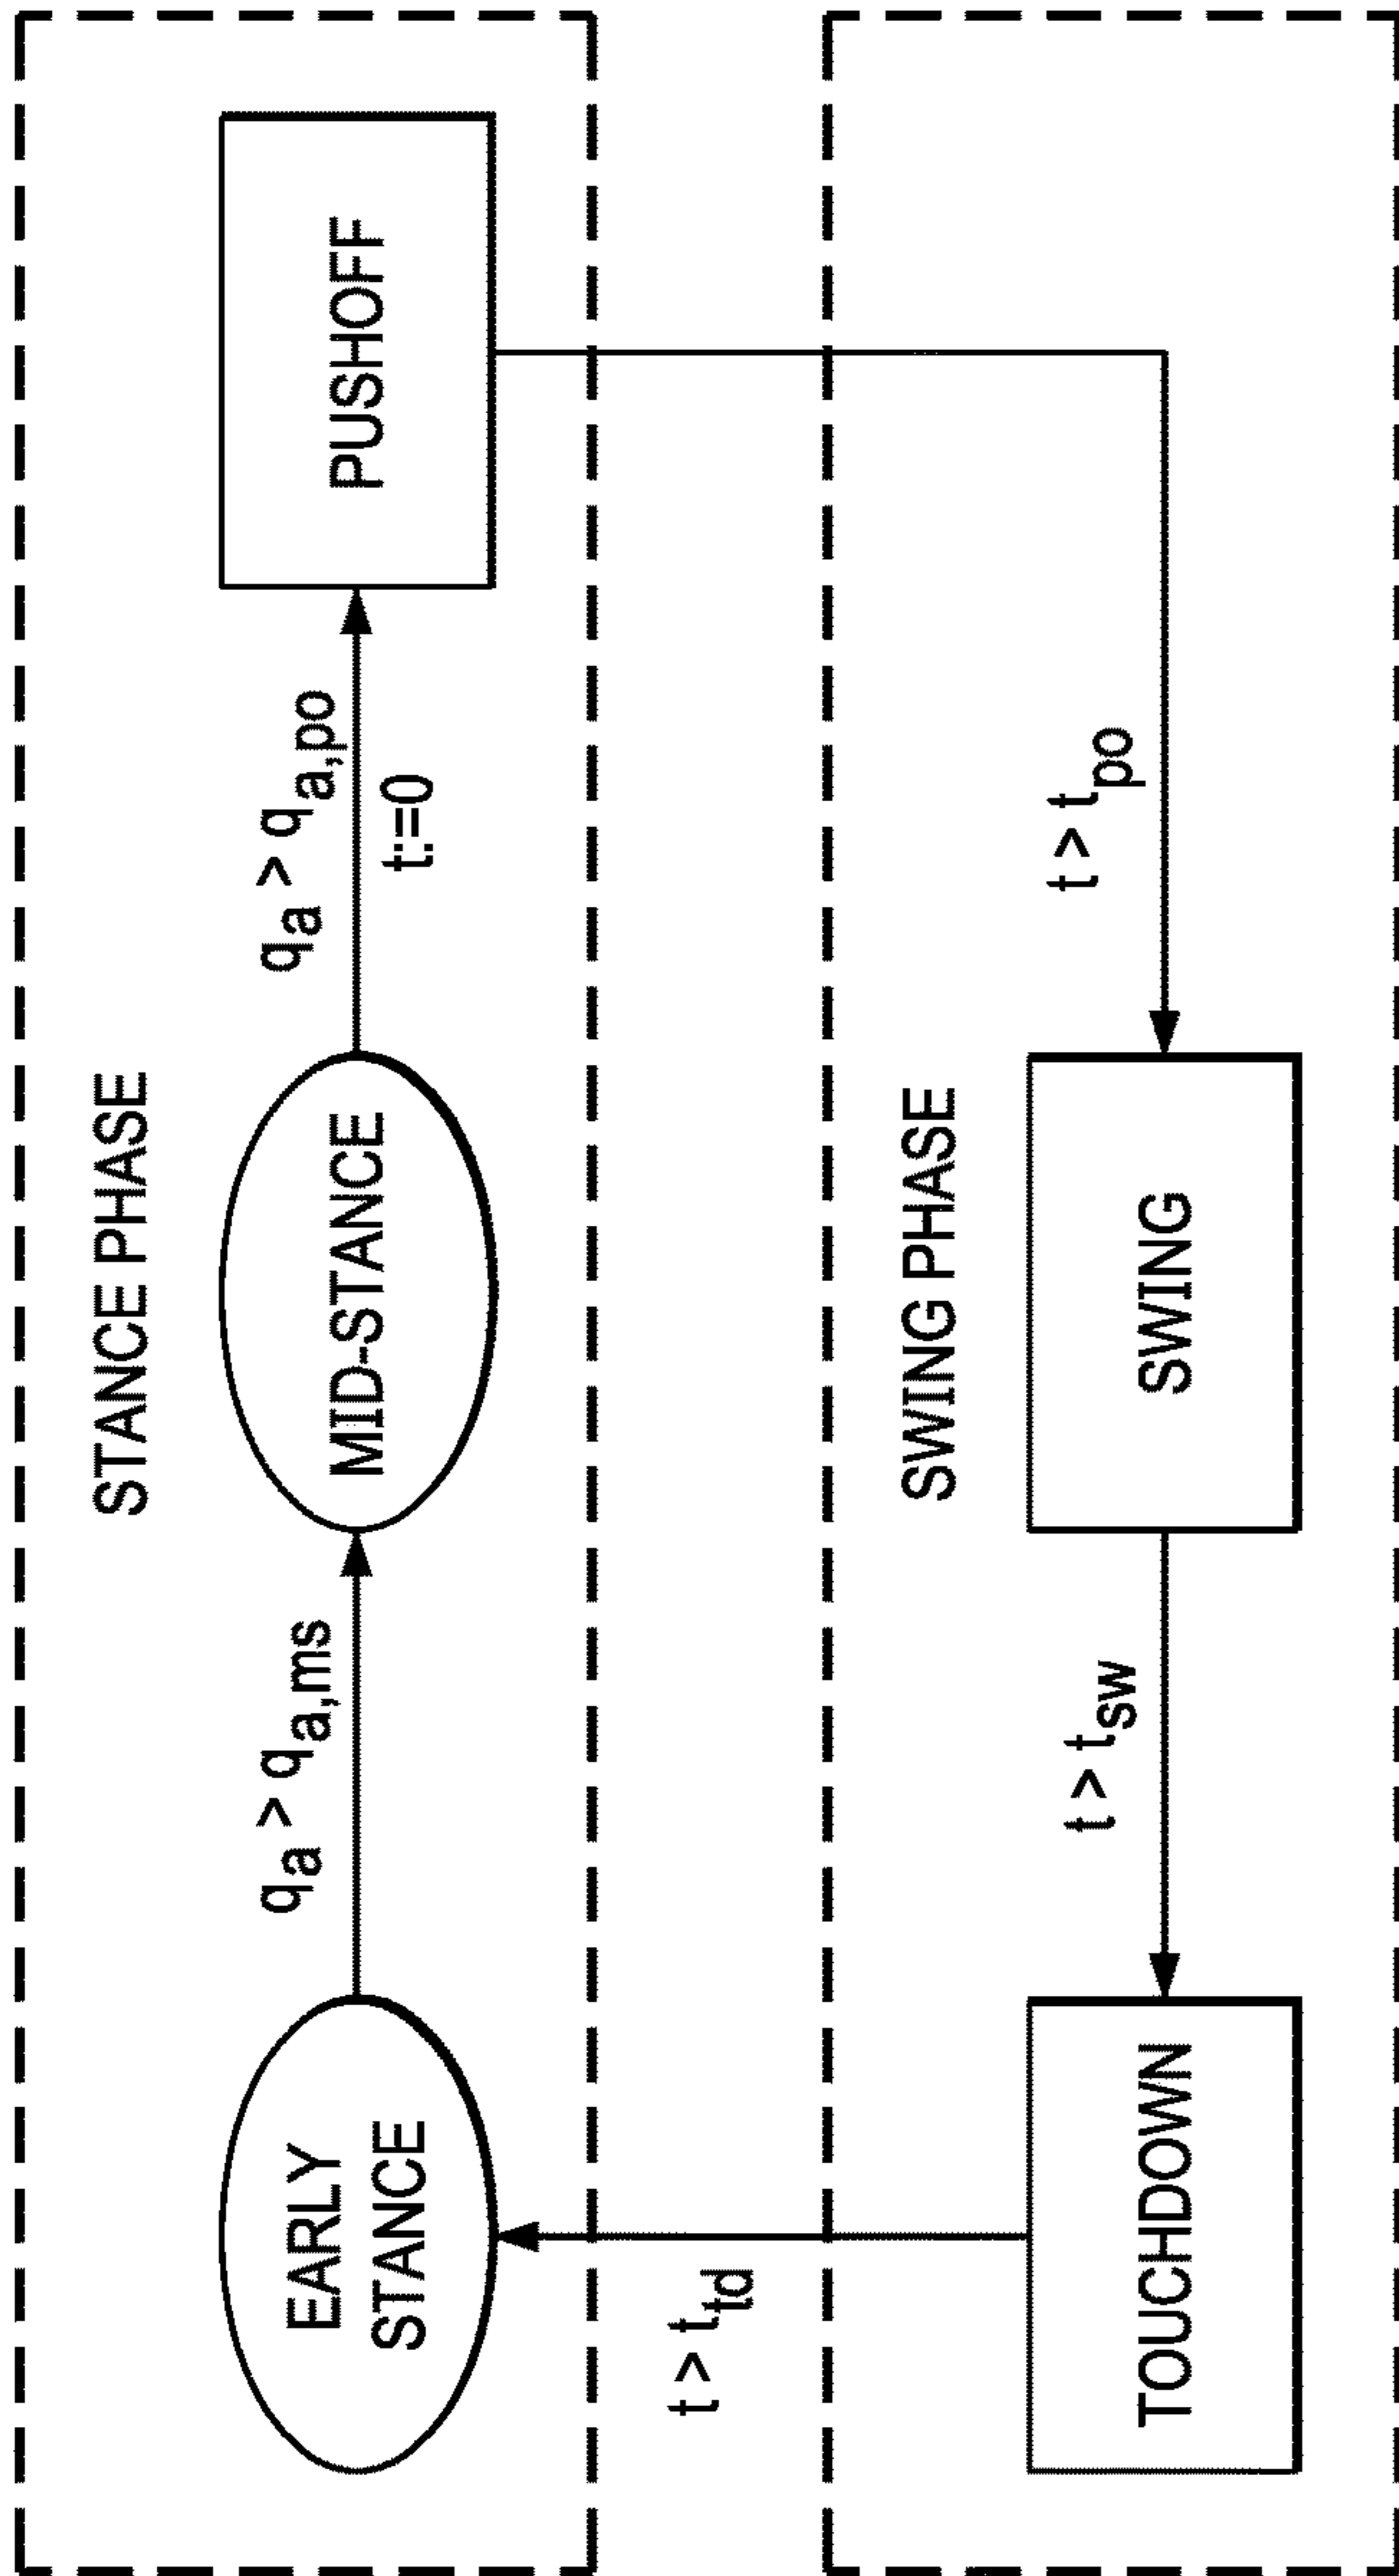 STANCE PHASE
EARLY
STANCE
q_a > q_a,ms
MID-STANCE
q_a > q_a,po
t:=0
PUSHOFF
t > t_td
SWING PHASE
TOUCHDOWN
t > t_sw
SWING
t > t_po